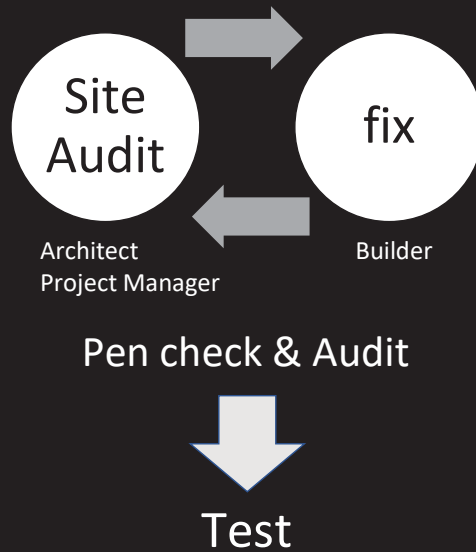 Site
Audit
fix
Architect
Project Manager
Builder
Pen check & Audit
Test